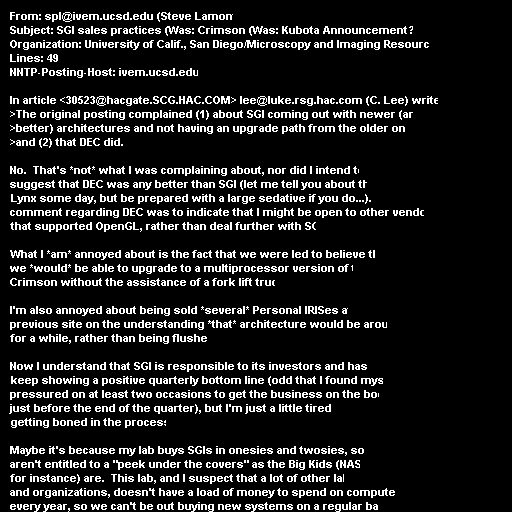 From: spl@ivem.ucsd.edu (Steve Lamont
Subject: SGI sales practices (Was: Crimson (Was: Kubota Announcement?
Organization: University of Calif., San Diego/Microscopy and Imaging Resourc
Lines: 49
NNTP-Posting-Host: ivem.ucsd.edu

In article <30523@hacgate.SCG.HAC.COM> lee@luke.rsg.hac.com (C. Lee) write
>The original posting complained (1) about SGI coming out with newer (an
>better) architectures and not having an upgrade path from the older on
>and (2) that DEC did.

No. That's *not* what I was complaining about, nor did I intend t
suggest that DEC was any better than SGI (let me tell you about th
Lynx some day, but be prepared with a large sedative if you do...).
comment regarding DEC was to indicate that I might be open to other vendo
that supported OpenGL, rather than deal further with SG

What I *am* annoyed about is the fact that we were led to believe th
we *would* be able to upgrade to a multiprocessor version of t
Crimson without the assistance of a fork lift truc

I'm also annoyed about being sold *several* Personal IRISes a
previous site on the understanding *that* architecture would be arou
for a while, rather than being flushe

Now I understand that SGI is responsible to its investors and has
keep showing a positive quarterly bottom line (odd that I found mys
pressured on at least two occasions to get the business on the bo
just before the end of the quarter), but I'm just a little tired
getting boned in the process

Maybe it's because my lab buys SGIs in onesies and twosies, so
aren't entitled to a "peek under the covers" as the Big Kids (NAS
for instance) are. This lab, and I suspect that a lot of other la
and organizations, doesn't have a load of money to spend on compute
every year, so we can't be out buying new systems on a regular ba